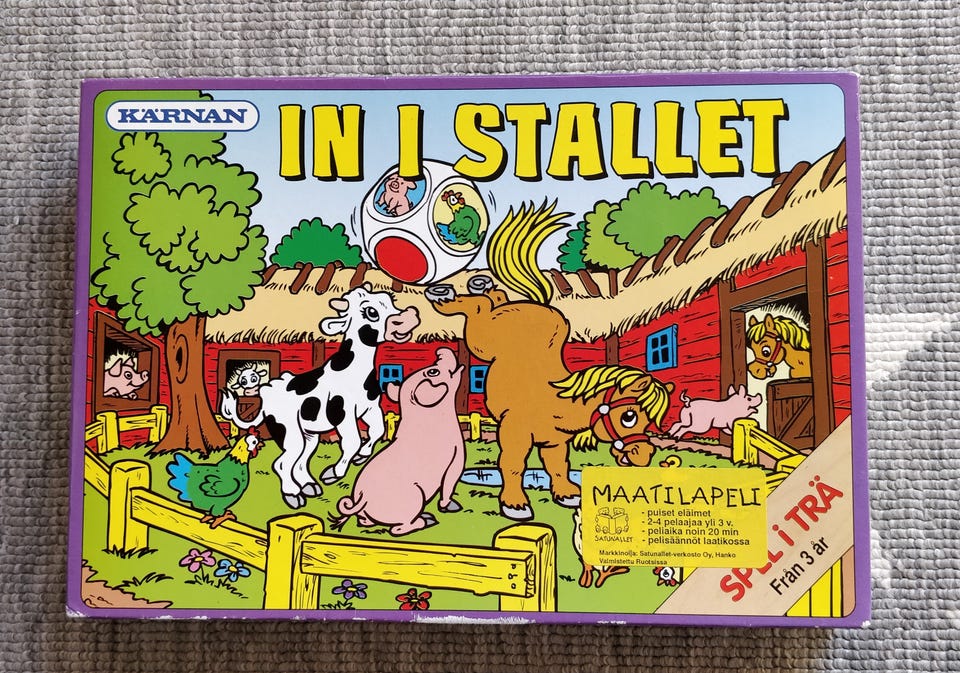 KÄRNAN
IN I STALLET
MAATILAPELI
- puiset eläimet
- 2-4 pelaajaa yli 3 v.
- peliaika noin 20 min
- pelisäännöt laatikossa
SATUNALLET
Markkinoija: Satunallet-verkosto Oy, Hanko
Valmistettu Ruotsissa
SPEL i TRÄ
Från 3 år